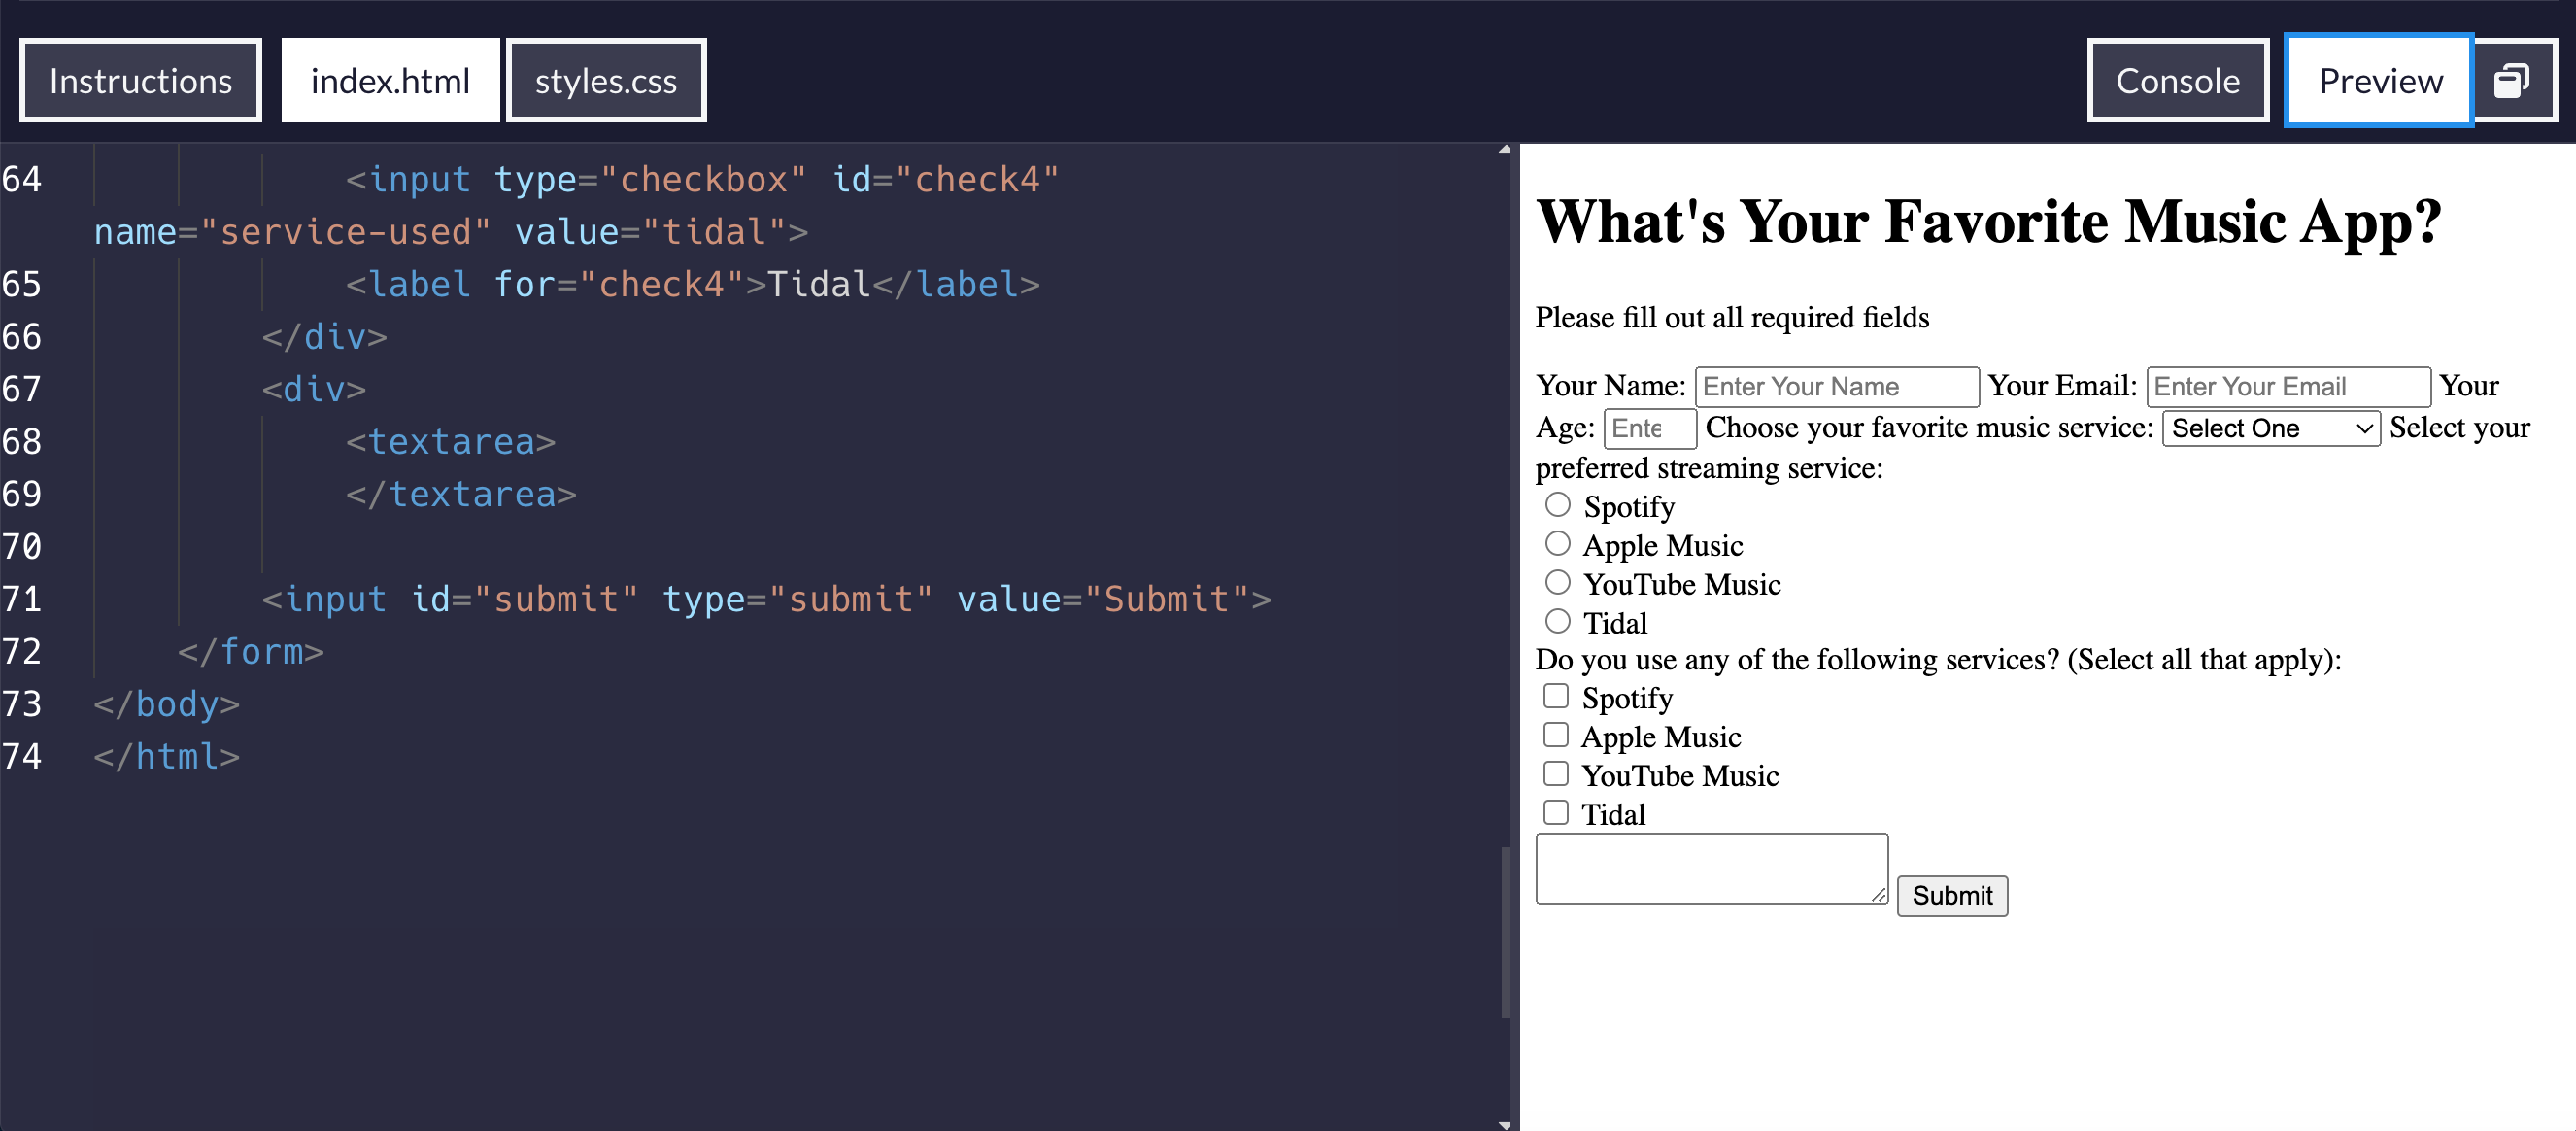 Instructions index.html styles.css Console Preview
64 <input type="checkbox" id="check4"
name="service-used" value="tidal">
65 <label for="check4">Tidal</label>
66 </div>
67 <div>
68 <textarea>
69 </textarea>
70
71 <input id="submit" type="submit" value="Submit">
72 </form>
73 </body>
74 </html>
What's Your Favorite Music App?
Please fill out all required fields
Your Name: Enter Your Name Your Email: Enter Your Email Your
Age: Ente Choose your favorite music service: Select One Select your
preferred streaming service:
Spotify
Apple Music
YouTube Music
Tidal
Do you use any of the following services? (Select all that apply):
Spotify
Apple Music
YouTube Music
Tidal
Submit